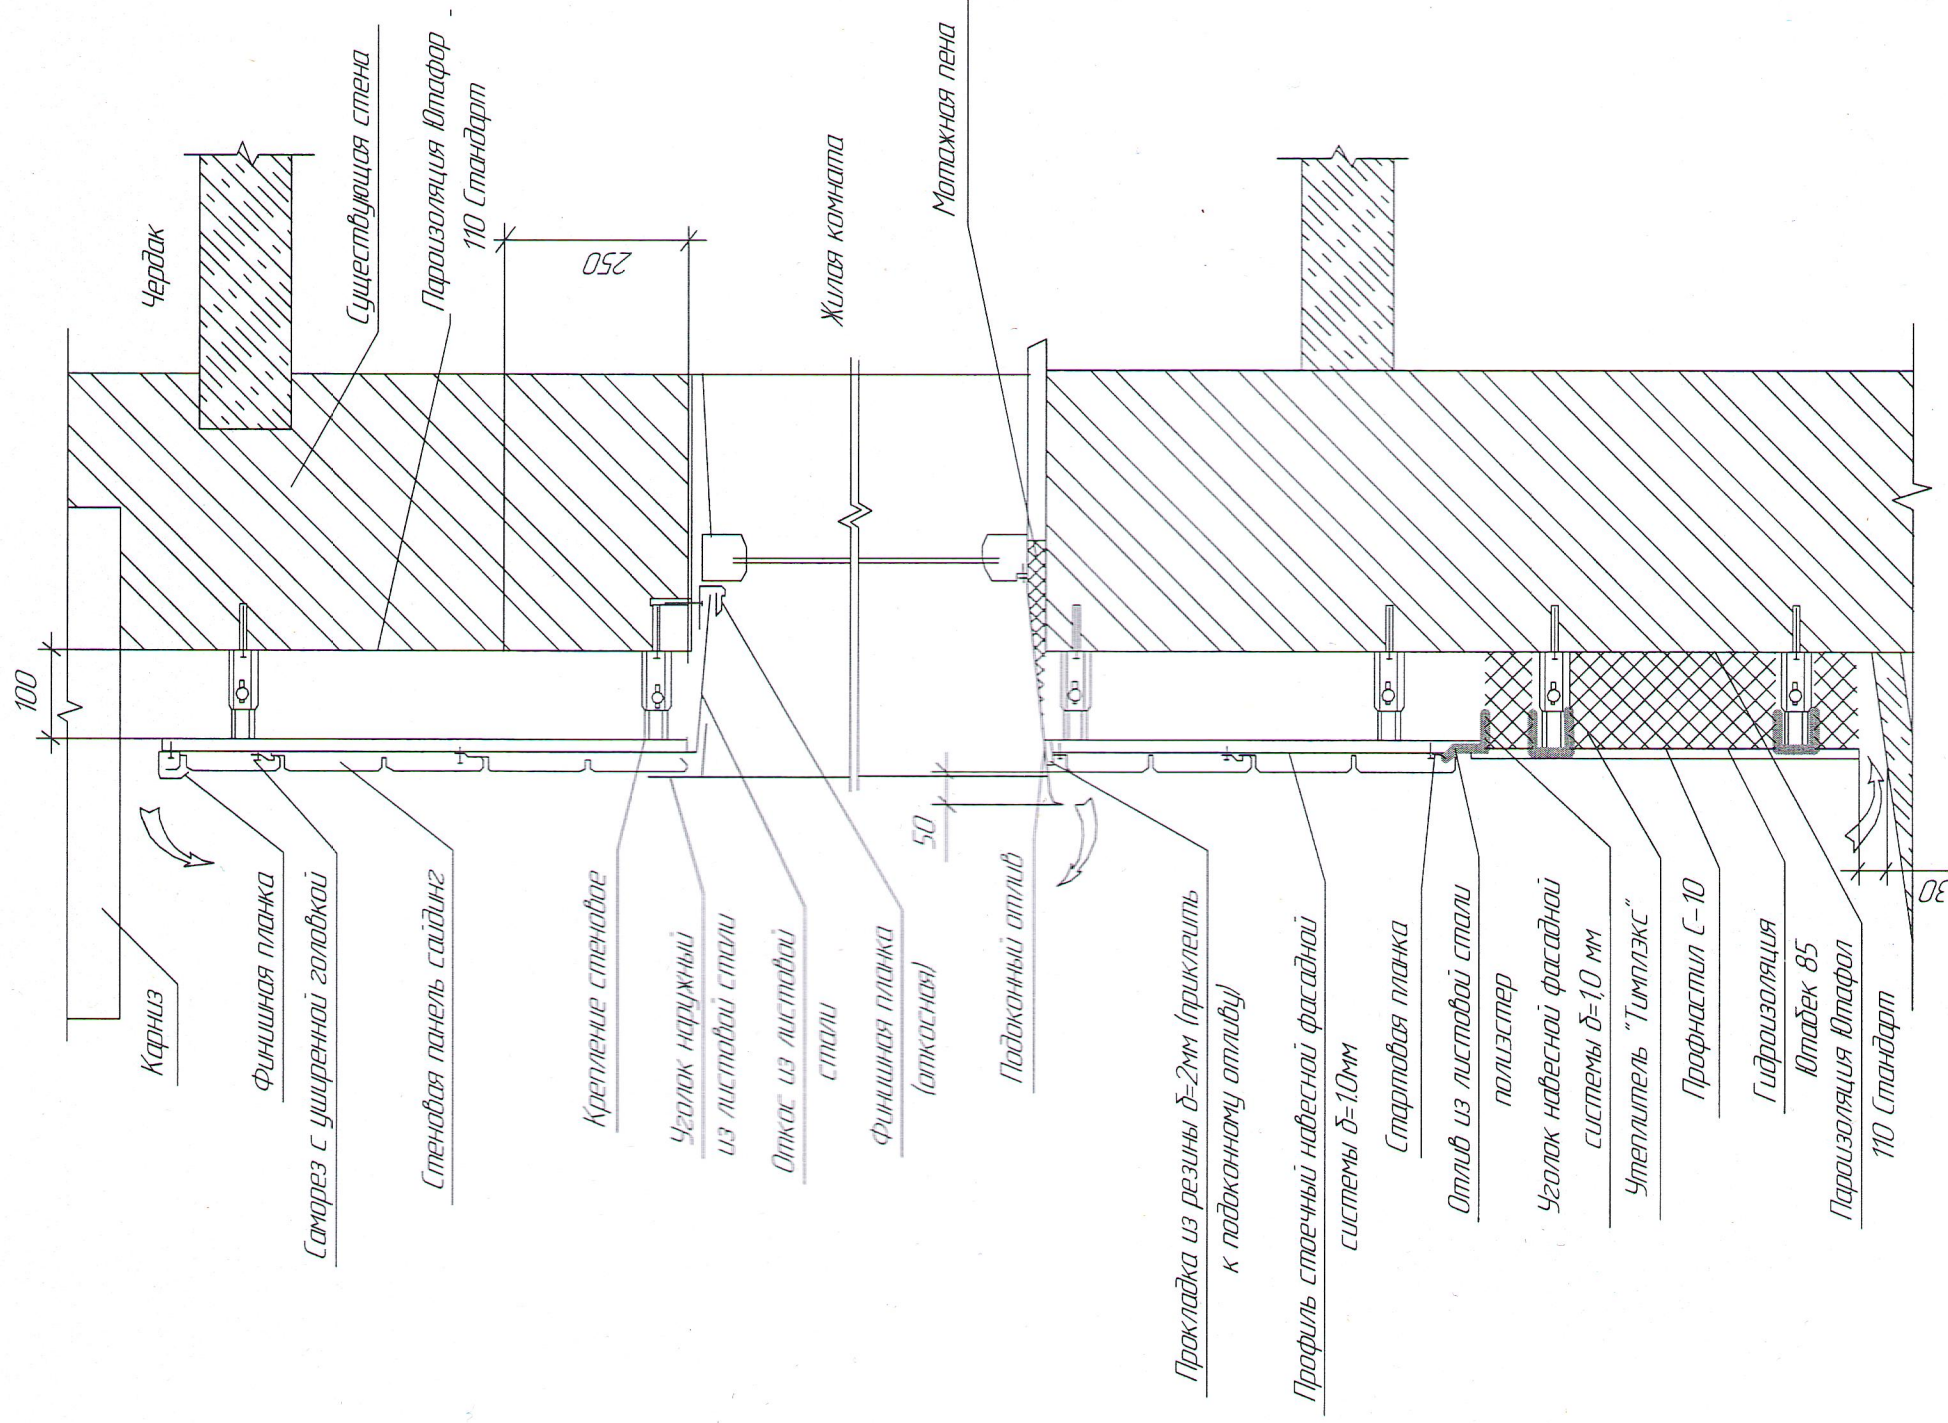 Чердак
Существующая стена
Пароизоляция Ютафор
110 Стандарт
250
Жилая комната
Мотажная пена
100
50
30
Карниз
Финишная планка
Саморез с уширенной головкой
Стеновая панель сайдинг
Крепление стеновое
Уголок наружный
из листовой стали
Откос из листовой
стали
Финишная планка
(откосная)
Подоконный отлив
Прокладка из резины δ=2мм (приклеить
к подоконному отливу)
Профиль стоечный навесной фасадной
системы δ=1.0мм
Стартовая планка
Отлив из листовой стали
полиэстер
Уголок навесной фасадной
системы δ=1,0 мм
Утеплитель "Тимплэкс"
Профнастил С-10
Гидроизоляция
Ютабек 85
Пароизоляция Ютафол
110 Стандарт